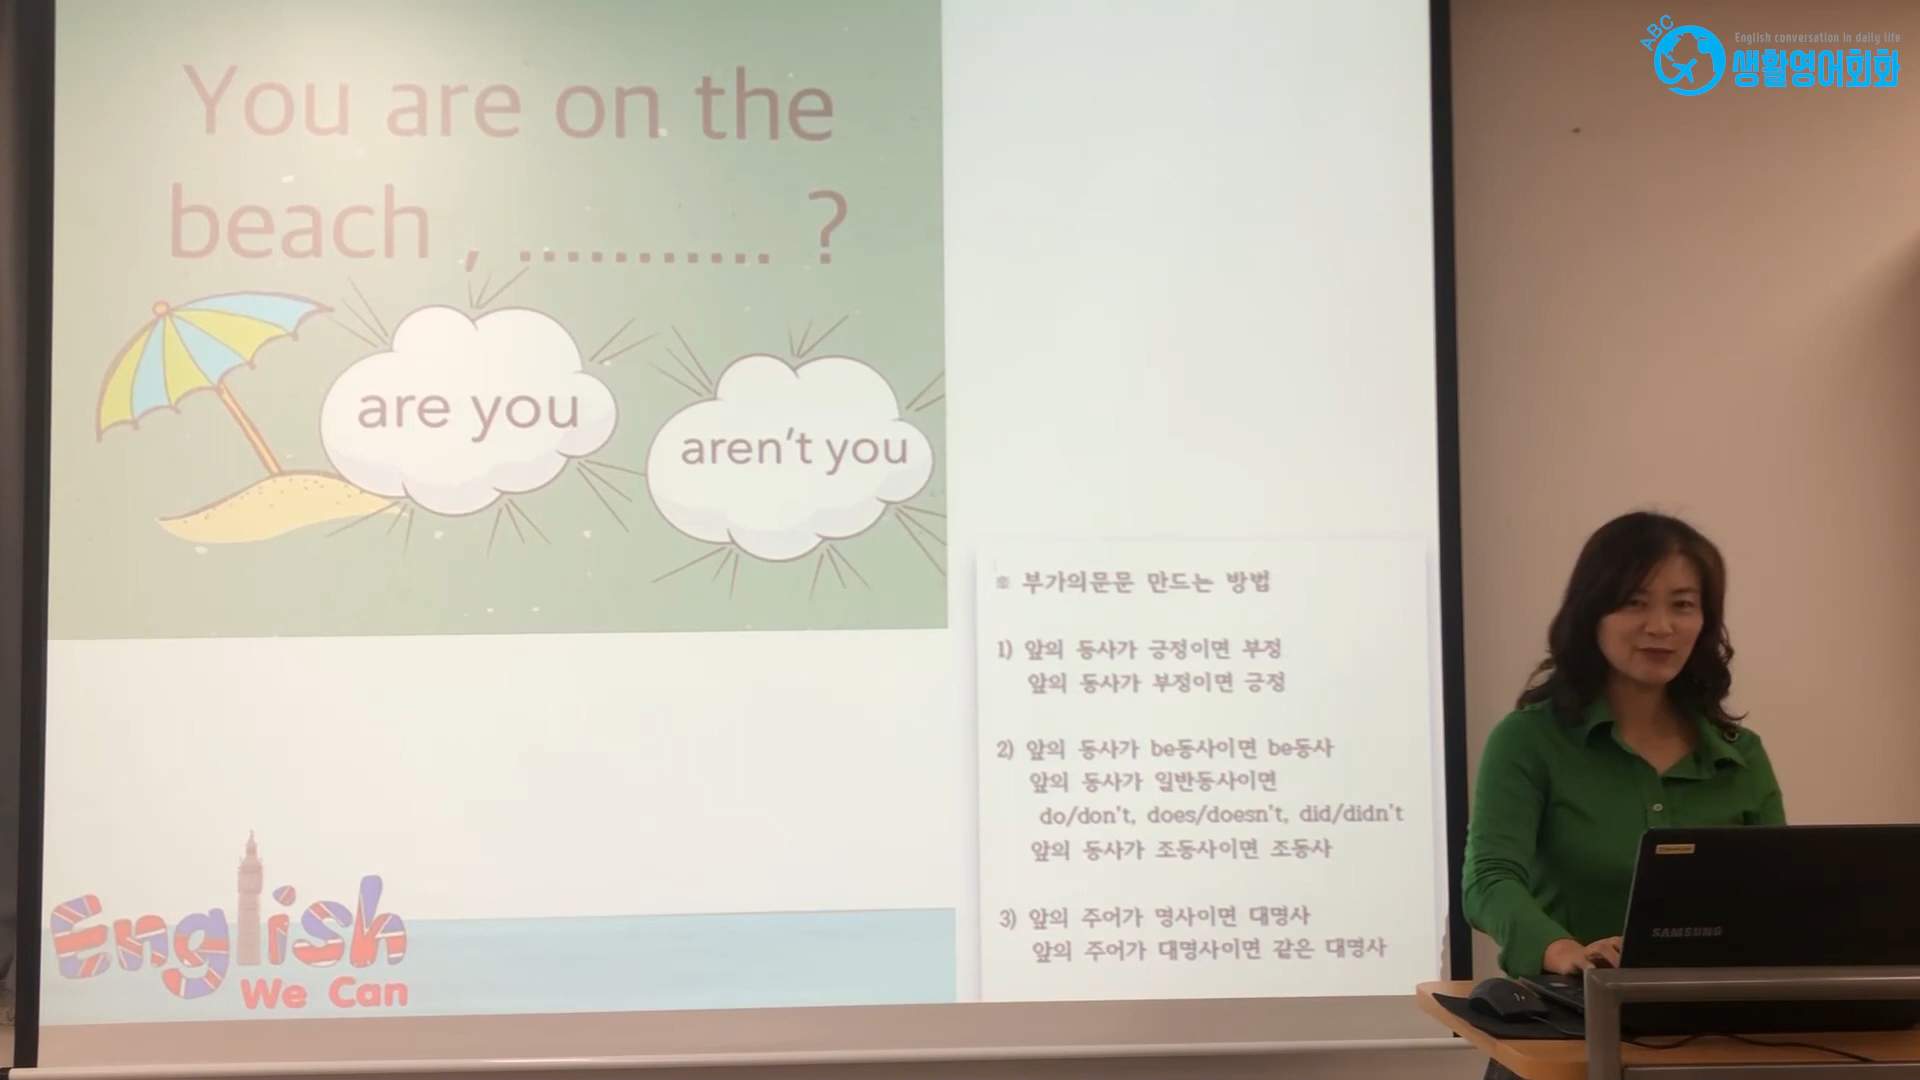 You are on the
beach , ........... ?
are you
aren't you
※ 부가의문문 만드는 방법
1) 앞의 동사가 긍정이면 부정
앞의 동사가 부정이면 긍정
2) 앞의 동사가 be동사이면 be동사
앞의 동사가 일반동사이면
do/don't, does/doesn't, did/didn't
앞의 동사가 조동사이면 조동사
3) 앞의 주어가 명사이면 대명사
앞의 주어가 대명사이면 같은 대명사
English
We Can
ABC
English conversation in daily life
생활영어회화
SAMSUNG